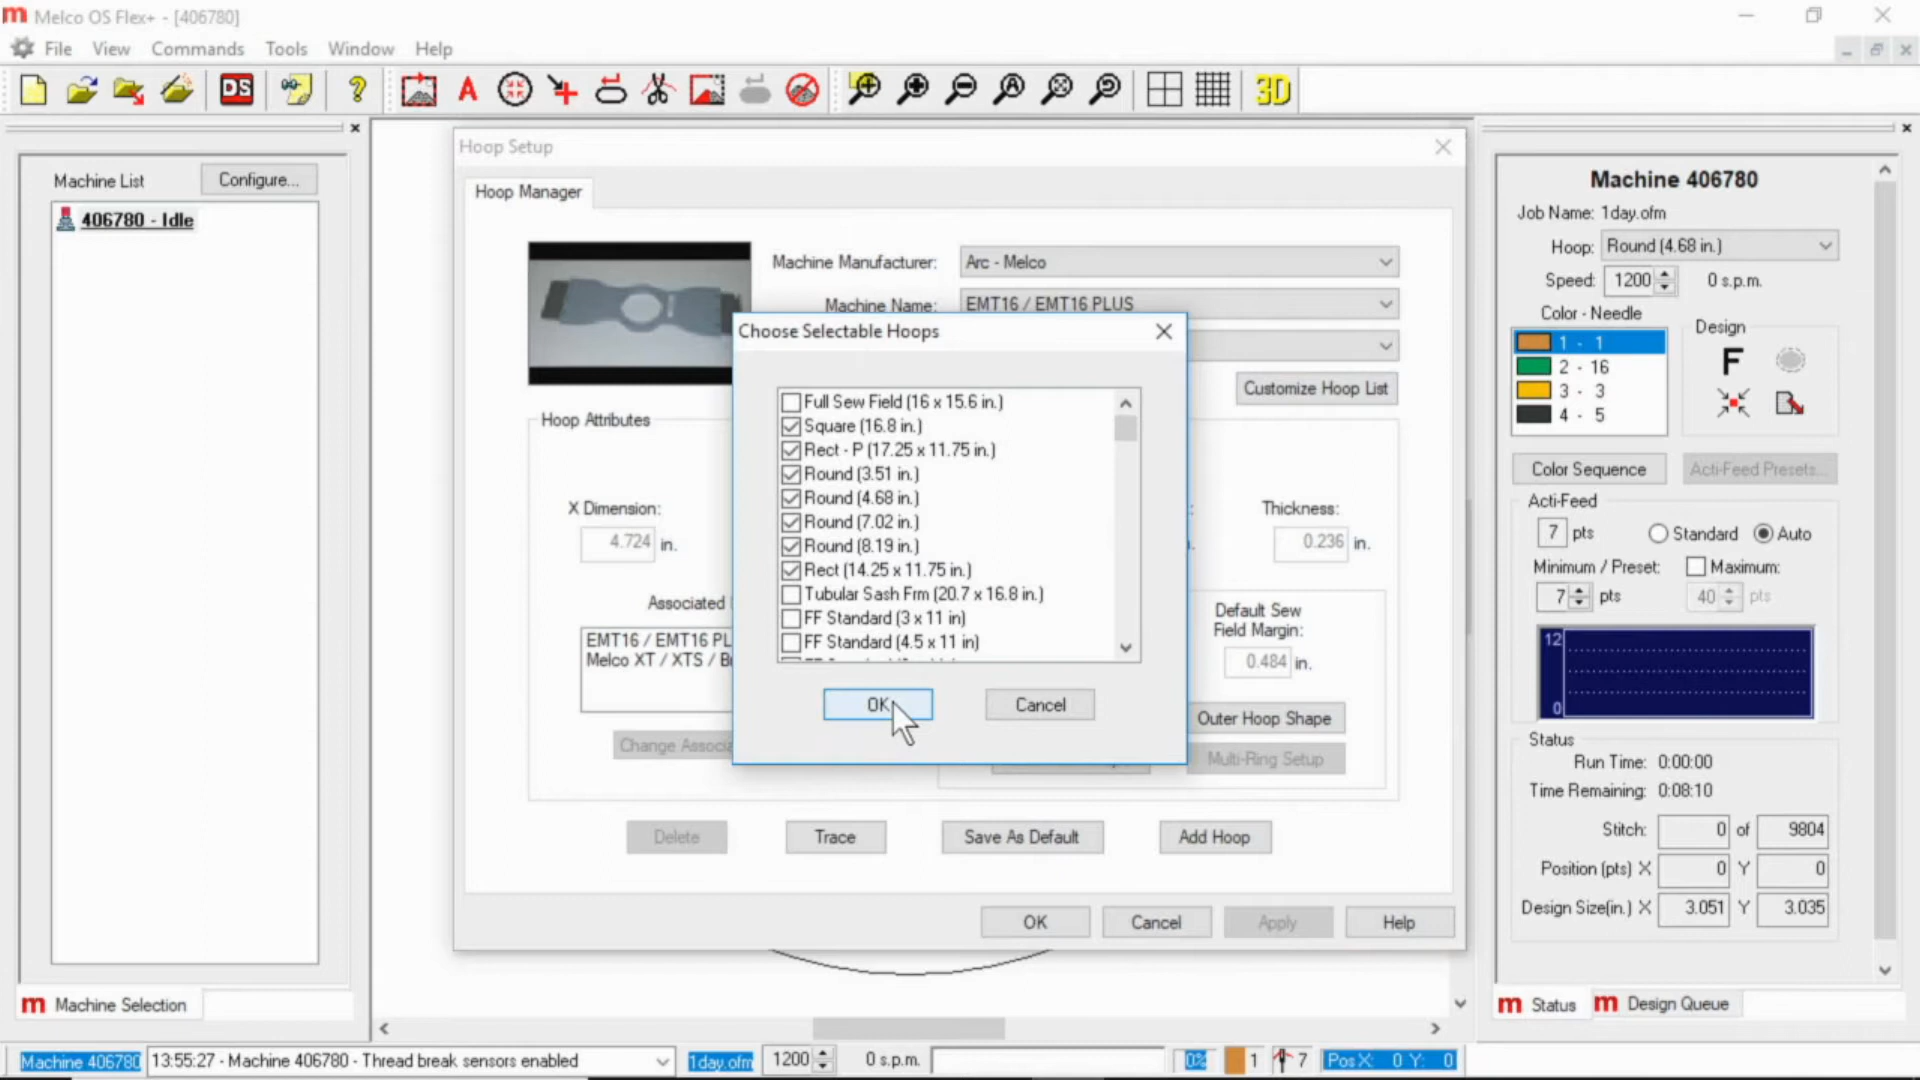 m Melco OS Flex+ - [406780]
File View Commands Tools Window Help
DS ? A A 3D
Machine List
Configure...
406780 - Idle
m Machine Selection
Hoop Setup
Hoop Manager
Machine Manufacturer: Arc - Melco
Machine Name: EMT16 / EMT16 PLUS
Customize Hoop List
Hoop Attributes
X Dimension:
4.724 in.
Thickness:
0.236 in.
Associated
EMT16 / EMT16 PL
Melco XT / XTS / B
Default Sew
Field Margin:
0.484 in.
Outer Hoop Shape
Multi-Ring Setup
Change Associa
Delete
Trace
Save As Default
Add Hoop
OK
Cancel
Apply
Help
Choose Selectable Hoops
Full Sew Field (16 x 15.6 in.)
Square (16.8 in.)
Rect - P (17.25 x 11.75 in.)
Round (3.51 in.)
Round (4.68 in.)
Round (7.02 in.)
Round (8.19 in.)
Rect (14.25 x 11.75 in.)
Tubular Sash Frm (20.7 x 16.8 in.)
FF Standard (3 x 11 in)
FF Standard (4.5 x 11 in)
OK
Cancel
Machine 406780
Job Name: 1day.ofm
Hoop: Round (4.68 in.)
Speed: 1200 0 s.p.m.
Color - Needle
1 - 1
2 - 16
3 - 3
4 - 5
Design
F
Color Sequence
Acti-Feed Presets...
Acti-Feed
7 pts Standard Auto
Minimum / Preset: Maximum:
7 pts 40 pts
12
0
Status
Run Time: 0:00:00
Time Remaining: 0:08:10
Stitch: 0 of 9804
Position (pts) X 0 Y 0
Design Size(in.) X 3.051 Y 3.035
m Status m Design Queue
Machine 406780 13:55:27 - Machine 406780 - Thread break sensors enabled 1day.ofm 1200 0 s.p.m. 0% 1 7 Pos X: 0 Y: 0